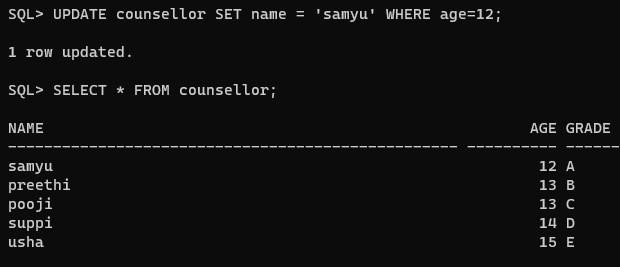 SQL> UPDATE counsellor SET name = 'samyu' WHERE age=12;
1 row updated.
SQL> SELECT * FROM counsellor;
NAME AGE GRADE
-------------------------------------------------- ---------- ------
samyu 12 A
preethi 13 B
pooji 13 C
suppi 14 D
usha 15 E